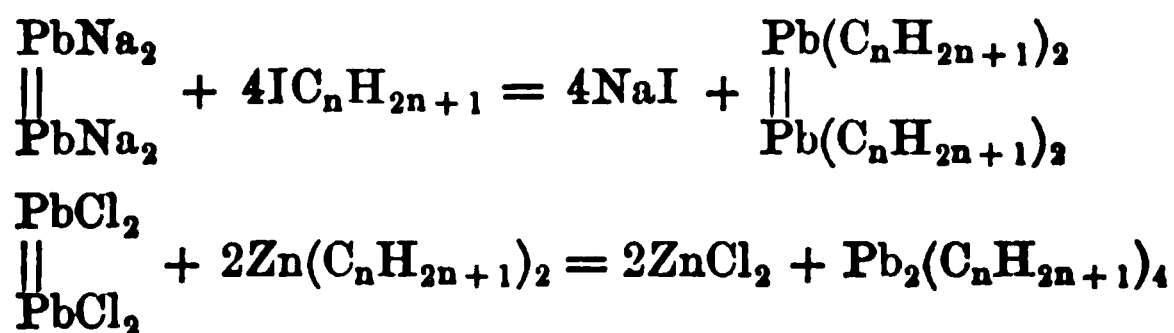 PbNa₂ Pb(CₙH₂ₙ₊₁)₂
|| + 4ICₙH₂ₙ₊₁ = 4NaI + ||
PbNa₂ Pb(CₙH₂ₙ₊₁)₂
PbCl₂
|| + 2Zn(CₙH₂ₙ₊₁)₂ = 2ZnCl₂ + Pb₂(CₙH₂ₙ₊₁)₄
PbCl₂